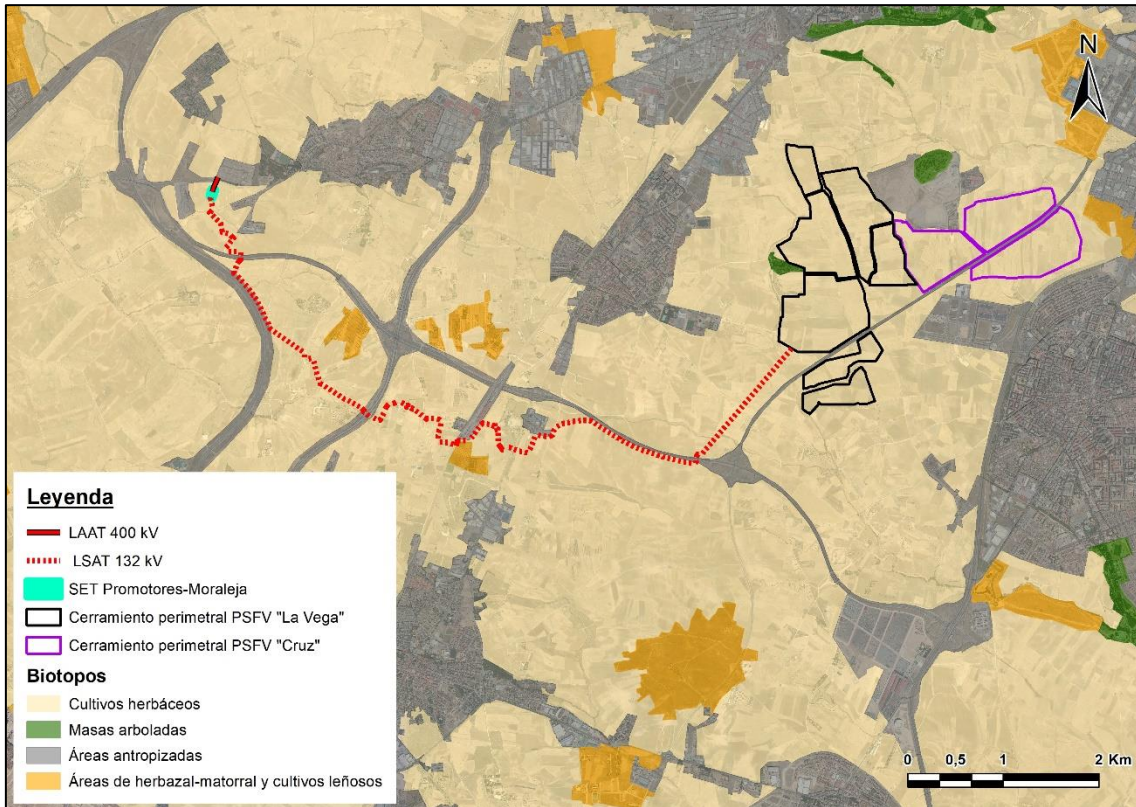 N
Leyenda
LAAT 400 kV
LSAT 132 kV
SET Promotores-Moraleja
Cerramiento perimetral PSFV "La Vega"
Cerramiento perimetral PSFV "Cruz"
Biotopos
Cultivos herbáceos
Masas arboladas
Áreas antropizadas
Áreas de herbazal-matorral y cultivos leñosos
0 0,5 1 2 Km